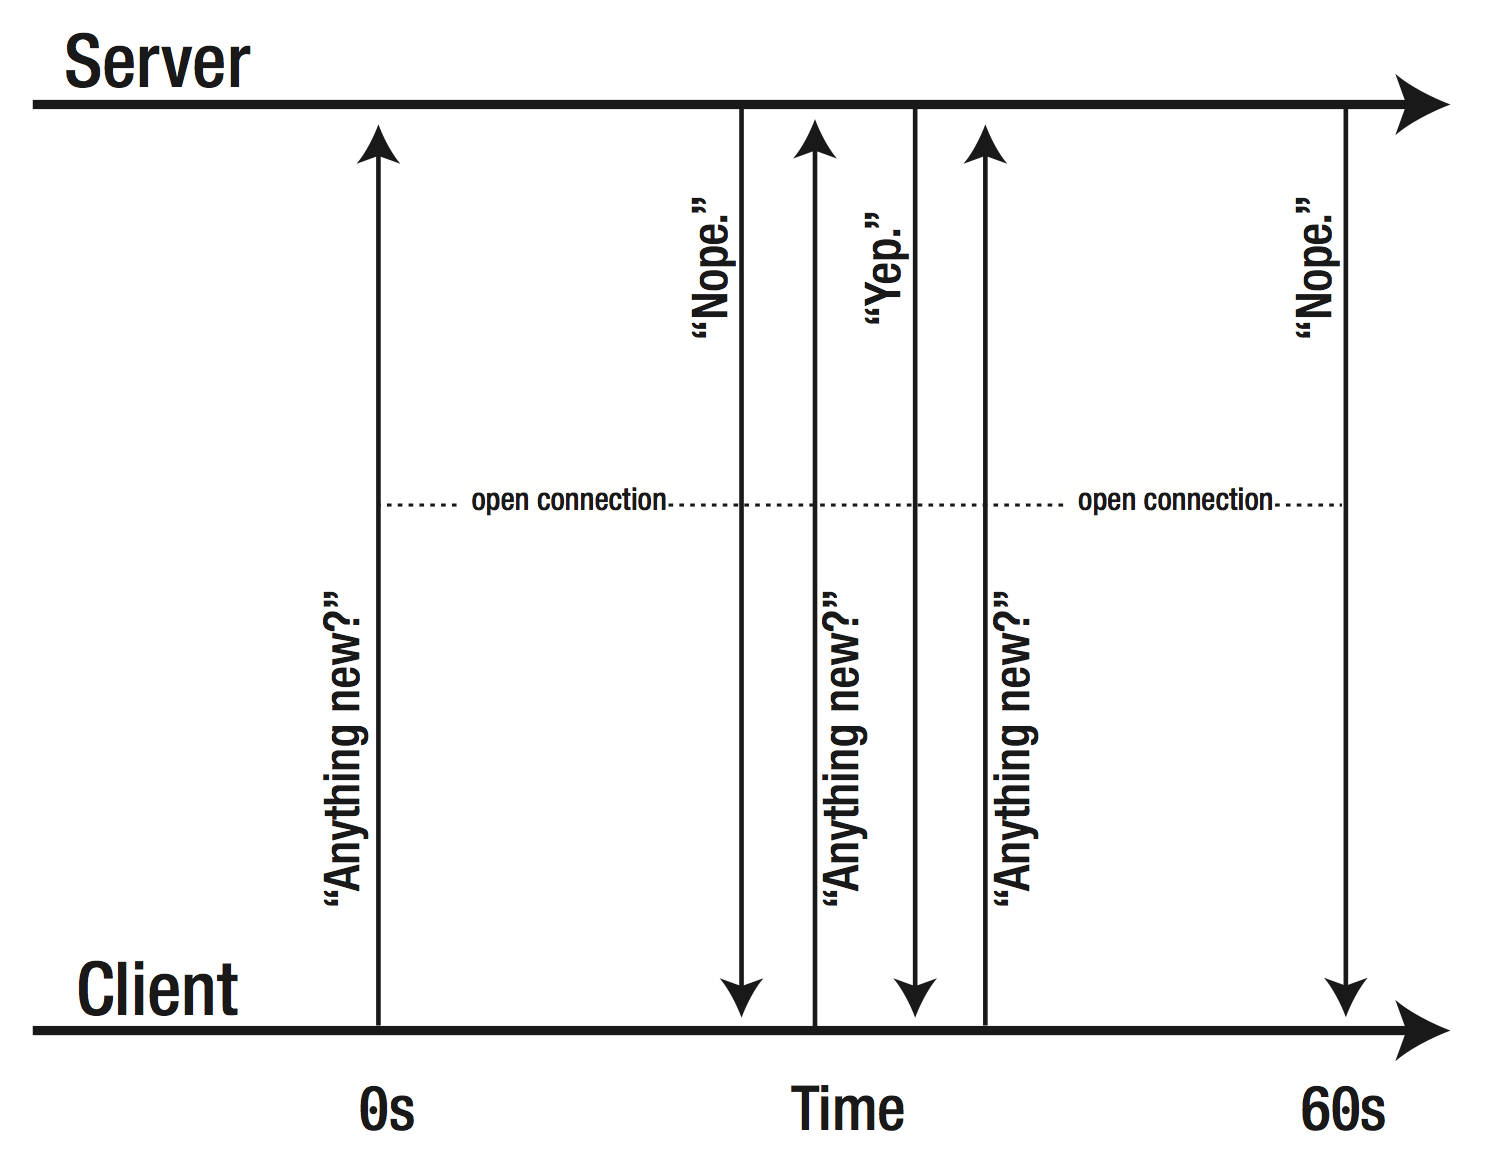 Server
“Nope.”
“Yep.”
“Nope.”
open connection
open connection
“Anything new?”
“Anything new?”
“Anything new?”
Client
0s
Time
60s